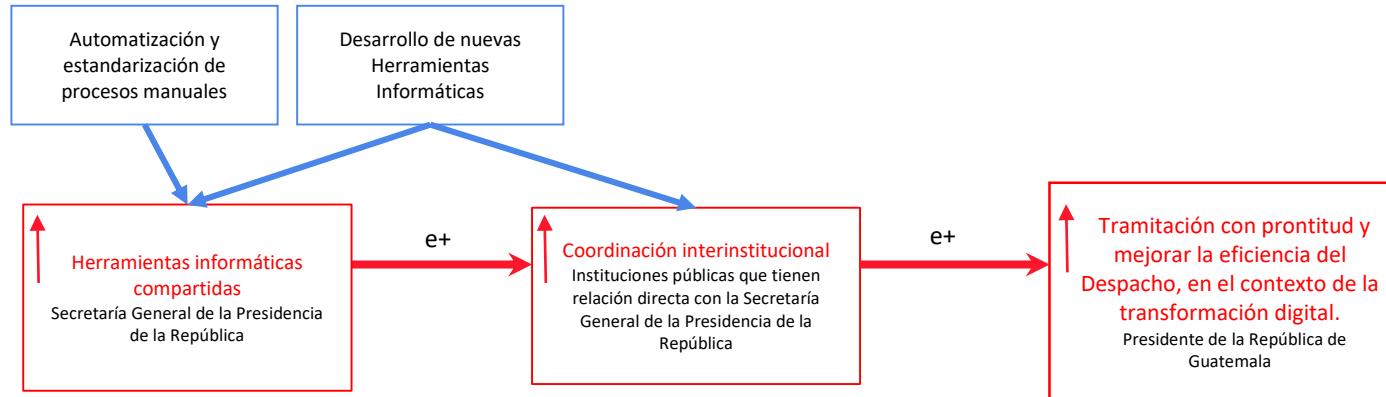 Automatización y
estandarización de
procesos manuales
Desarrollo de nuevas
Herramientas
Informáticas
Herramientas informáticas
compartidas
Secretaría General de la Presidencia
de la República
e+
Coordinación interinstitucional
Instituciones públicas que tienen
relación directa con la Secretaría
General de la Presidencia de la
República
e+
Tramitación con prontitud y
mejorar la eficiencia del
Despacho, en el contexto de la
transformación digital.
Presidente de la República de
Guatemala